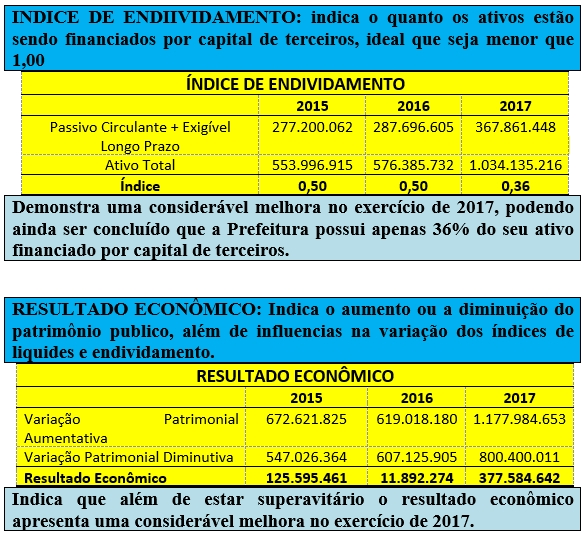 INDICE DE ENDIIVIDAMENTO: indica o quanto os ativos estão
sendo financiados por capital de terceiros, ideal que seja menor que
1,00
ÍNDICE DE ENDIVIDAMENTO
2015 2016 2017
Passivo Circulante + Exigível 277.200.062 287.696.605 367.861.448
Longo Prazo
Ativo Total 553.996.915 576.385.732 1.034.135.216
Índice 0,50 0,50 0,36
Demonstra uma considerável melhora no exercício de 2017, podendo
ainda ser concluído que a Prefeitura possui apenas 36% do seu ativo
financiado por capital de terceiros.
RESULTADO ECONÔMICO: Indica o aumento ou a diminuição do
patrimônio publico, além de influencias na variação dos índices de
liquides e endividamento.
RESULTADO ECONÔMICO
2015 2016 2017
Variação Patrimonial 672.621.825 619.018.180 1.177.984.653
Aumentativa
Variação Patrimonial Diminutiva 547.026.364 607.125.905 800.400.011
Resultado Econômico 125.595.461 11.892.274 377.584.642
Indica que além de estar superavitário o resultado econômico
apresenta uma considerável melhora no exercício de 2017.